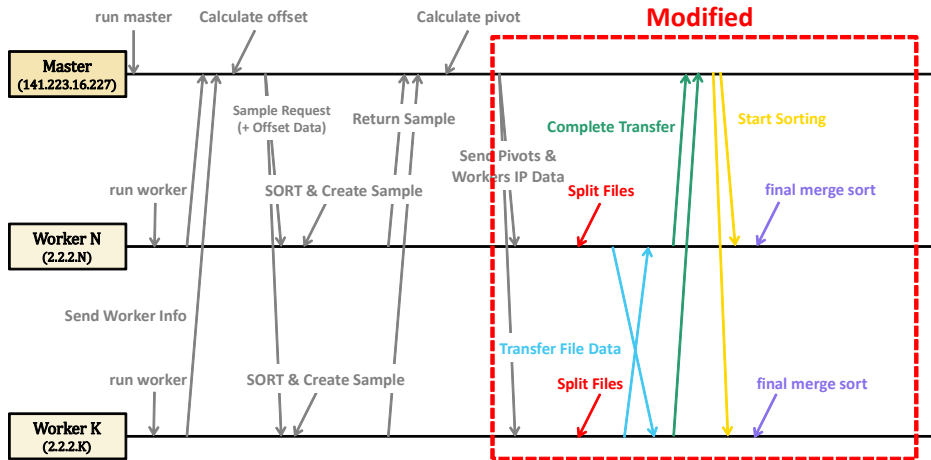 Modified
run master
Calculate offset
Calculate pivot
Master
(141.223.16.227)
Sample Request
(+ Offset Data)
Return Sample
Complete Transfer
Start Sorting
Send Pivots &
Workers IP Data
run worker
SORT & Create Sample
Split Files
final merge sort
Worker N
(2.2.2.N)
Send Worker Info
Transfer File Data
run worker
SORT & Create Sample
Split Files
final merge sort
Worker K
(2.2.2.K)